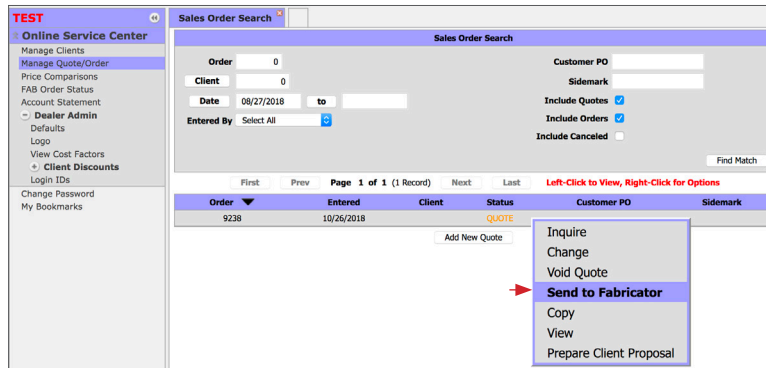 TEST
Online Service Center
Manage Clients
Manage Quote/Order
Price Comparisons
FAB Order Status
Account Statement
Dealer Admin
Defaults
Logo
View Cost Factors
Client Discounts
Login IDs
Change Password
My Bookmarks
Sales Order Search
Sales Order Search
Order 0 Customer PO
Client 0 Sidemark
Date 08/27/2018 to Include Quotes
Entered By Select All Include Orders
Include Canceled
Find Match
First Prev Page 1 of 1 (1 Record) Next Last Left-Click to View, Right-Click for Options
Order Entered Client Status Customer PO Sidemark
9238 10/26/2018 QUOTE
Add New Quote
Inquire
Change
Void Quote
Send to Fabricator
Copy
View
Prepare Client Proposal